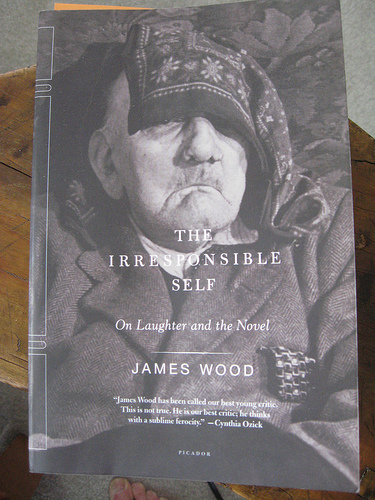 THE
IRRESPONSIBLE
SELF
On Laughter and the Novel
JAMES WOOD
“James Wood has been called our best young critic.
This is not true. He is our best critic; he thinks
with a sublime ferocity.” —Cynthia Ozick
PICADOR